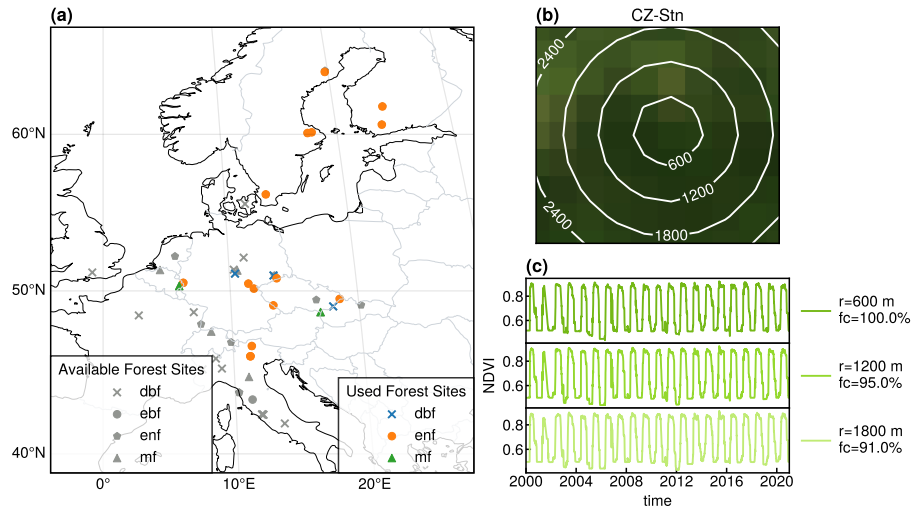 (a)
60°N
50°N
40°N
0°
10°E
20°E
Available Forest Sites
dbf
ebf
enf
mf
Used Forest Sites
dbf
enf
mf
(b)
CZ-Stn
2400
600
1200
2400
1800
(c)
NDVI
0.8
0.6
0.8
0.6
0.8
0.6
2000
2004
2008
2012
2016
2020
time
r=600 m
fc=100.0%
r=1200 m
fc=95.0%
r=1800 m
fc=91.0%